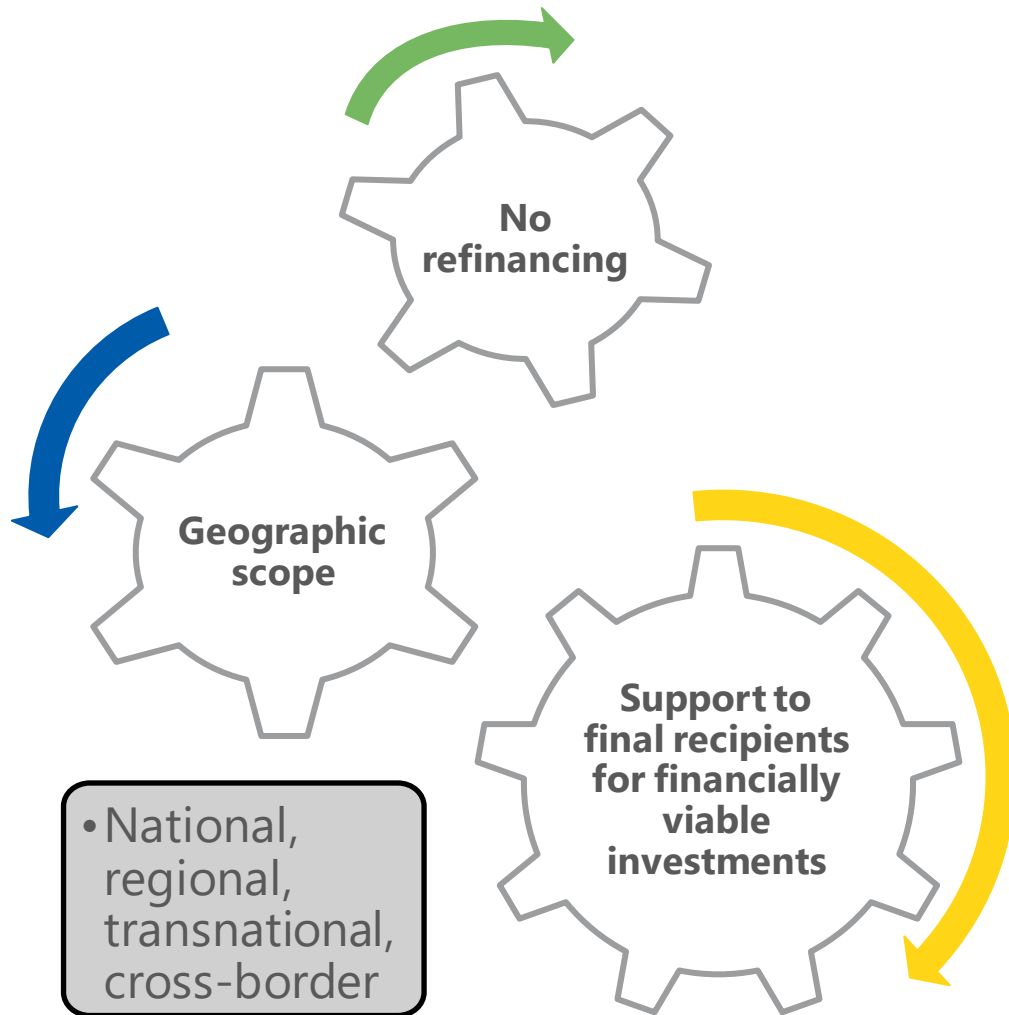 No
refinancing
Geographic
scope
Support to
final recipients
for financially
viable
investments
•National,
regional,
transnational,
cross-border